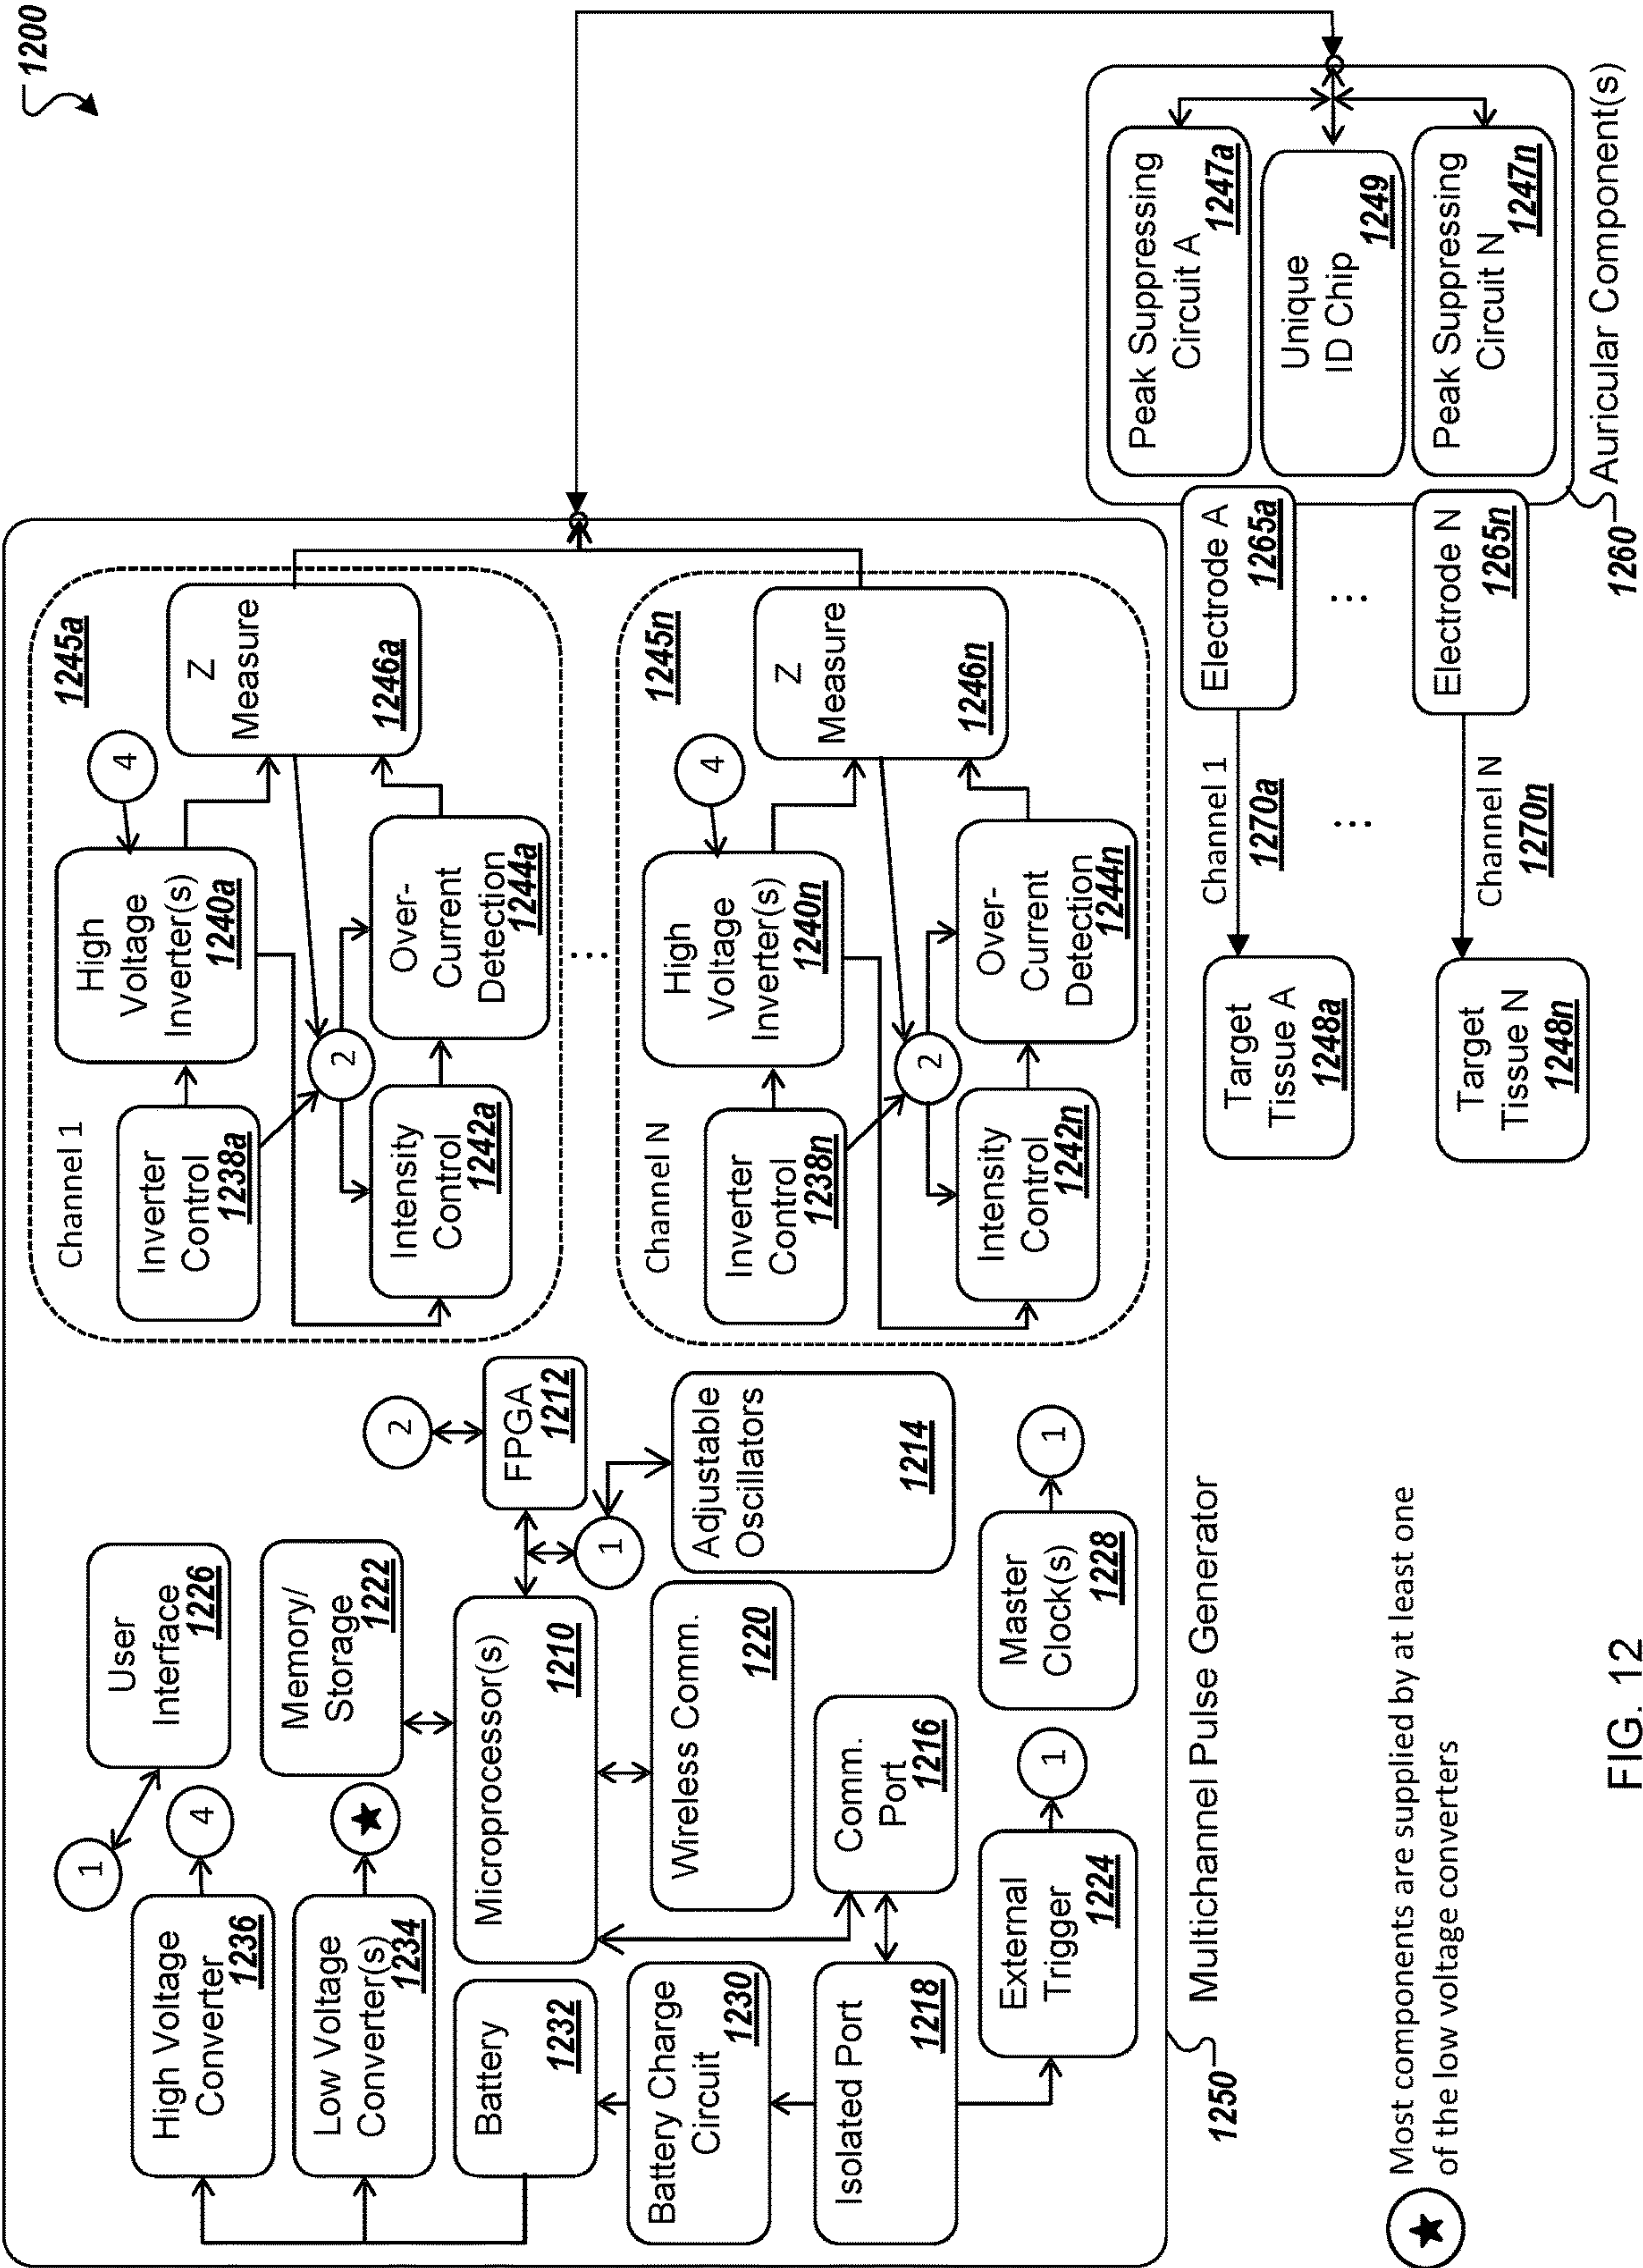 1200
High Voltage
Converter
1236
1
4
User
Interface
1226
Low Voltage
Converter(s)
1234
★
Memory/
Storage
1222
Battery
1232
Microprocessor(s)
1210
FPGA
1212
2
1
Battery Charge
Circuit
1230
Wireless Comm.
1220
Adjustable
Oscillators
1214
Isolated Port
1218
Comm.
Port
1216
External
Trigger
1224
1
Master
Clock(s)
1228
1
Channel 1
1245a
Inverter
Control
1238a
High
Voltage
Inverter(s)
1240a
4
Z
Measure
1246a
2
Intensity
Control
1242a
Over-
Current
Detection
1244a
...
Channel N
1245n
Inverter
Control
1238n
High
Voltage
Inverter(s)
1240n
4
Z
Measure
1246n
2
Intensity
Control
1242n
Over-
Current
Detection
1244n
1250
Multichannel Pulse Generator
Target
Tissue A
1248a
Channel 1
1270a
Electrode A
1265a
...
...
Target
Tissue N
1248n
Channel N
1270n
Electrode N
1265n
Peak Suppressing
Circuit A
1247a
Unique
ID Chip
1249
Peak Suppressing
Circuit N
1247n
1260
Auricular Component(s)
★
Most components are supplied by at least one
of the low voltage converters
FIG. 12